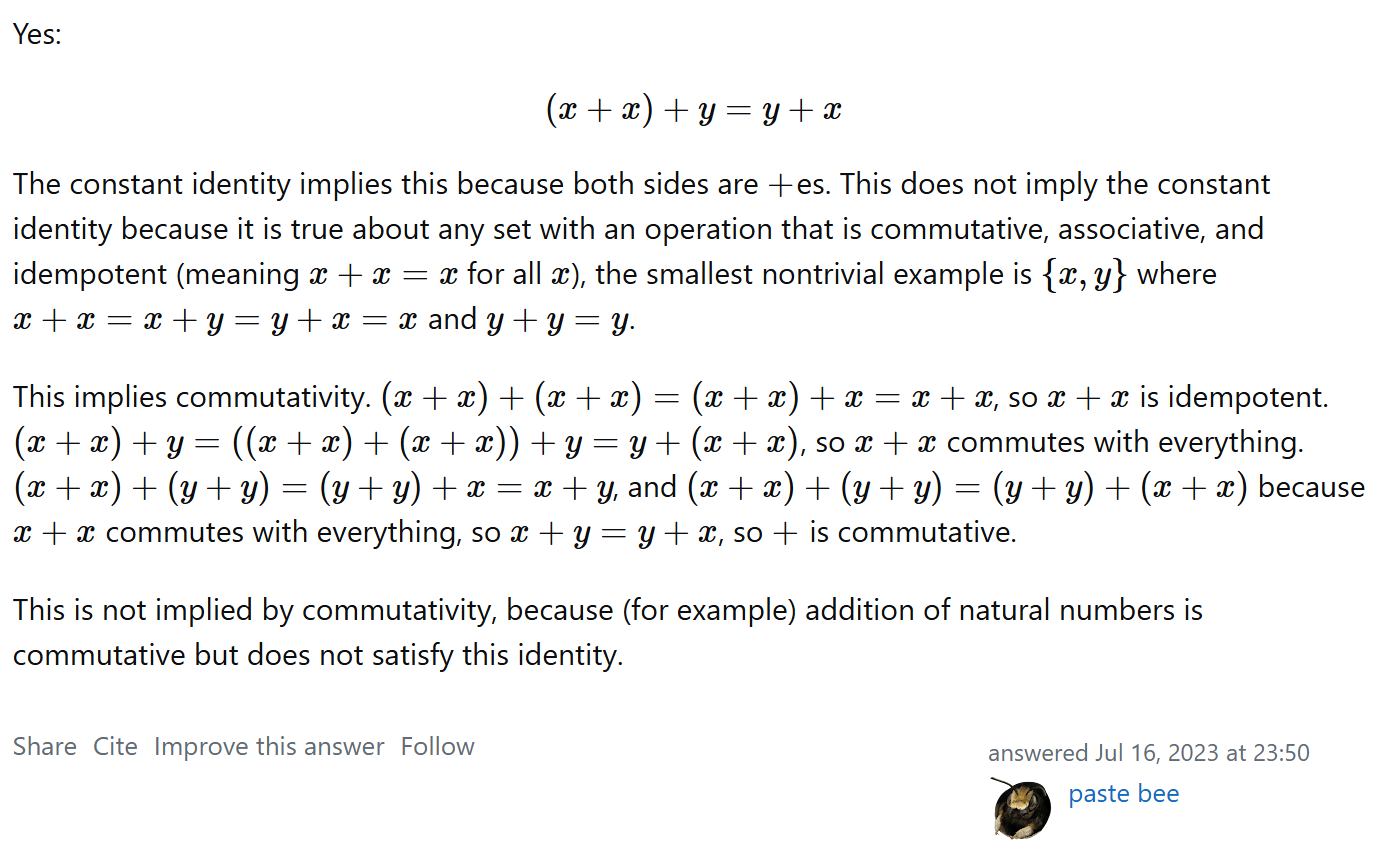 Yes:
(x + x) + y = y + x
The constant identity implies this because both sides are +es. This does not imply the constant
identity because it is true about any set with an operation that is commutative, associative, and
idempotent (meaning x + x = x for all x), the smallest nontrivial example is {x, y} where
x + x = x + y = y + x = x and y + y = y.
This implies commutativity. (x + x) + (x + x) = (x + x) + x = x + x, so x + x is idempotent.
(x + x) + y = ((x + x) + (x + x)) + y = y + (x + x), so x + x commutes with everything.
(x + x) + (y + y) = (y + y) + x = x + y, and (x + x) + (y + y) = (y + y) + (x + x) because
x + x commutes with everything, so x + y = y + x, so + is commutative.
This is not implied by commutativity, because (for example) addition of natural numbers is
commutative but does not satisfy this identity.
Share Cite Improve this answer Follow
answered Jul 16, 2023 at 23:50
paste bee